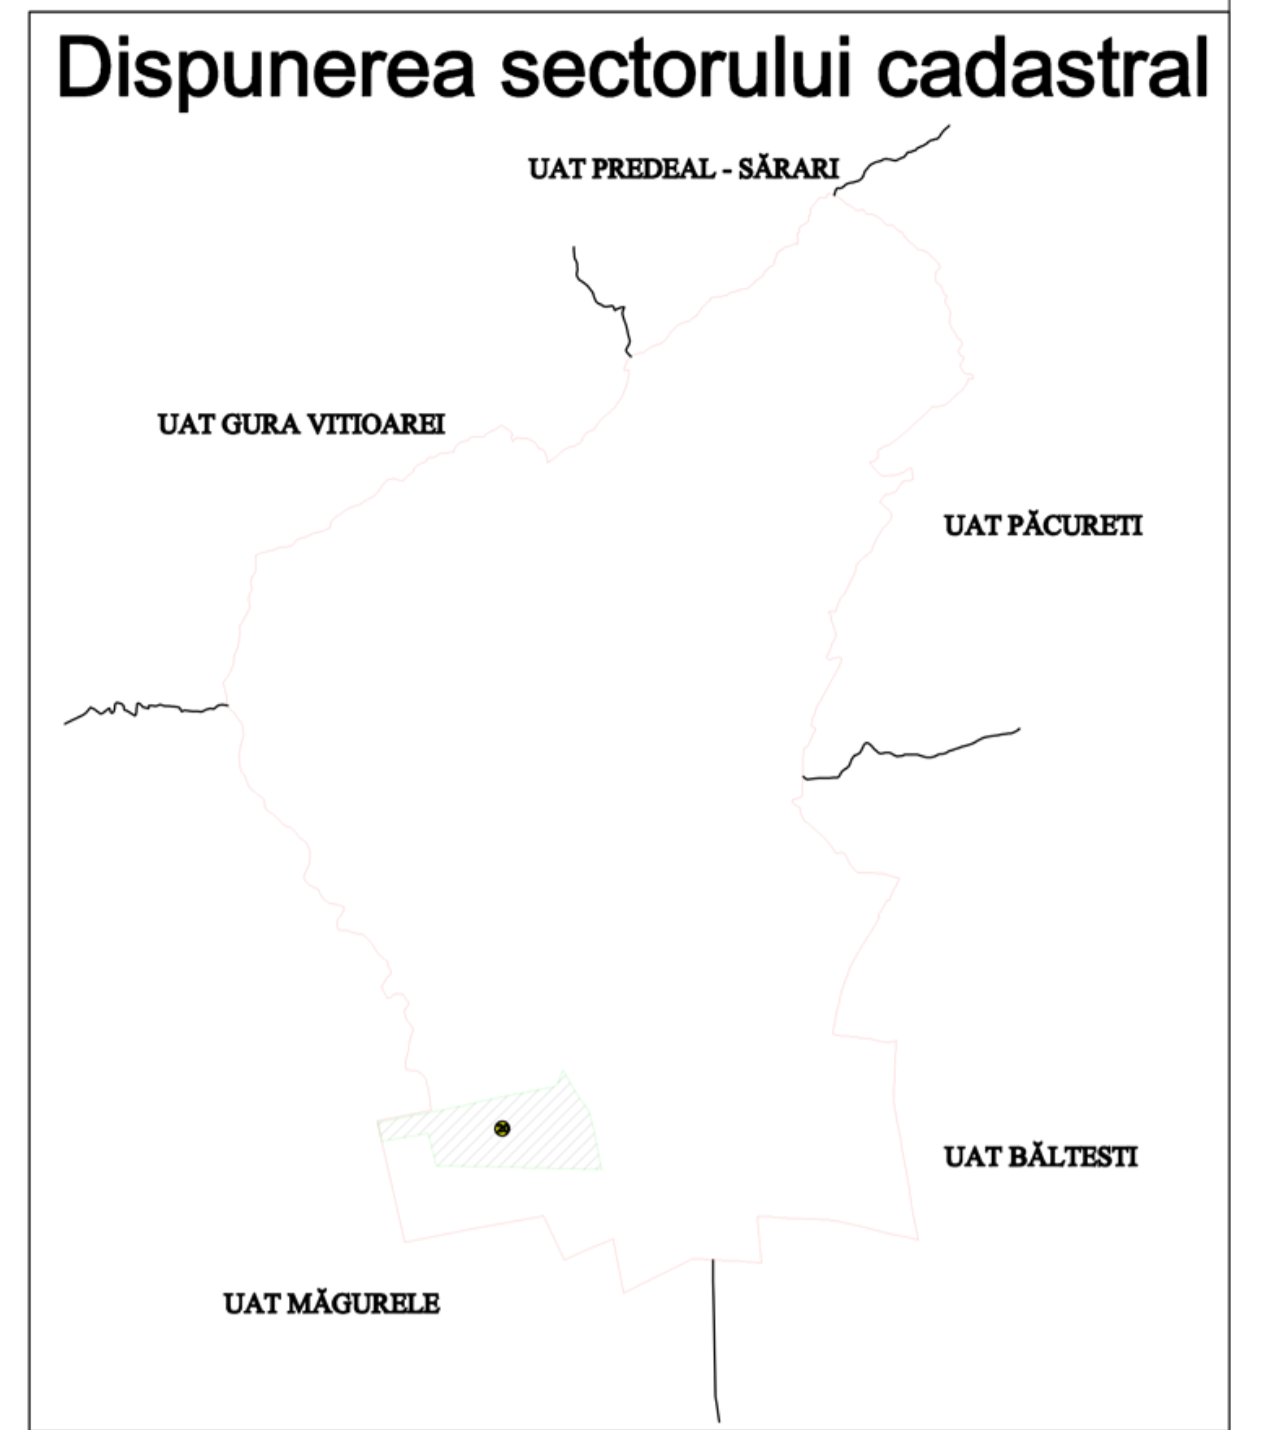 Dispunerea sectorului cadastral
UAT PREDEAL - SĂRARI
UAT GURA VITIOAREI
UAT PĂCURETI
UAT BĂLTESTI
UAT MĂGURELE